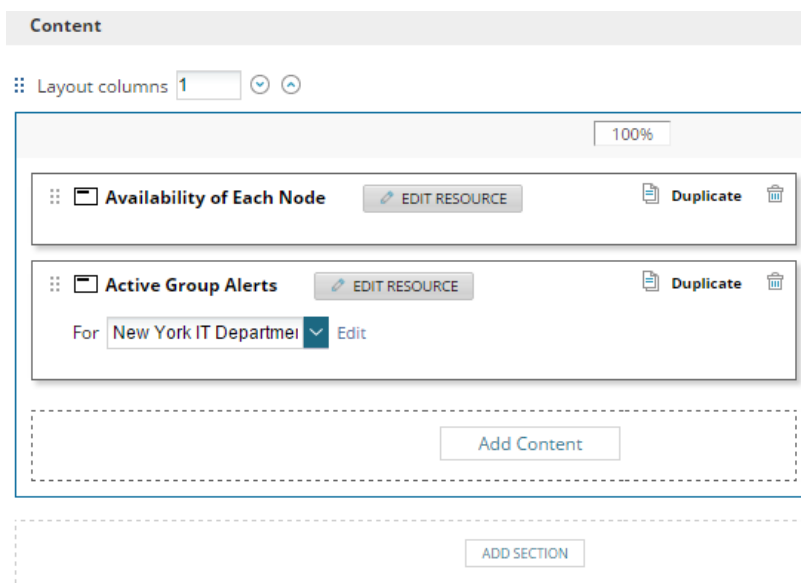 Content
Layout columns 1
100%
Availability of Each Node EDIT RESOURCE Duplicate
Active Group Alerts EDIT RESOURCE Duplicate
For New York IT Departmer Edit
Add Content
ADD SECTION